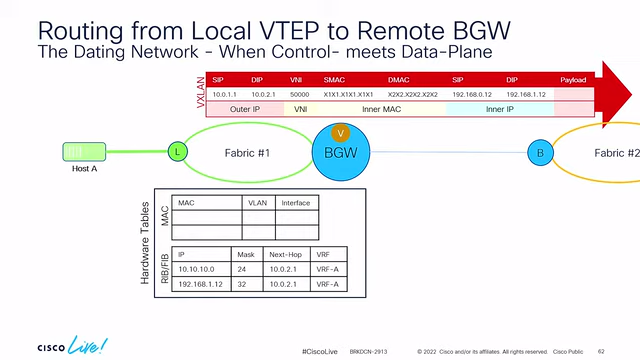 Routing from Local VTEP to Remote BGW
The Dating Network - When Control- meets Data-Plane
VXLAN
SIP DIP VNI SMAC DMAC SIP DIP Payload
10.0.1.1 10.0.2.1 50000 X1X1.X1X1.X1X1 X2X2.X2X2.X2X2 192.168.0.12 192.168.1.12
Outer IP VNI Inner MAC Inner IP
V
L Fabric #1 BGW B Fabric #2
Host A
Hardware Tables
MAC
MAC VLAN Interface
RIB/FIB
IP Mask Next-Hop VRF
10.10.10.0 24 10.0.2.1 VRF-A
192.168.1.12 32 10.0.2.1 VRF-A
CISCO Live! #CiscoLive BRKDCN-2913 © 2022 Cisco and/or its affiliates. All rights reserved. Cisco Public 62